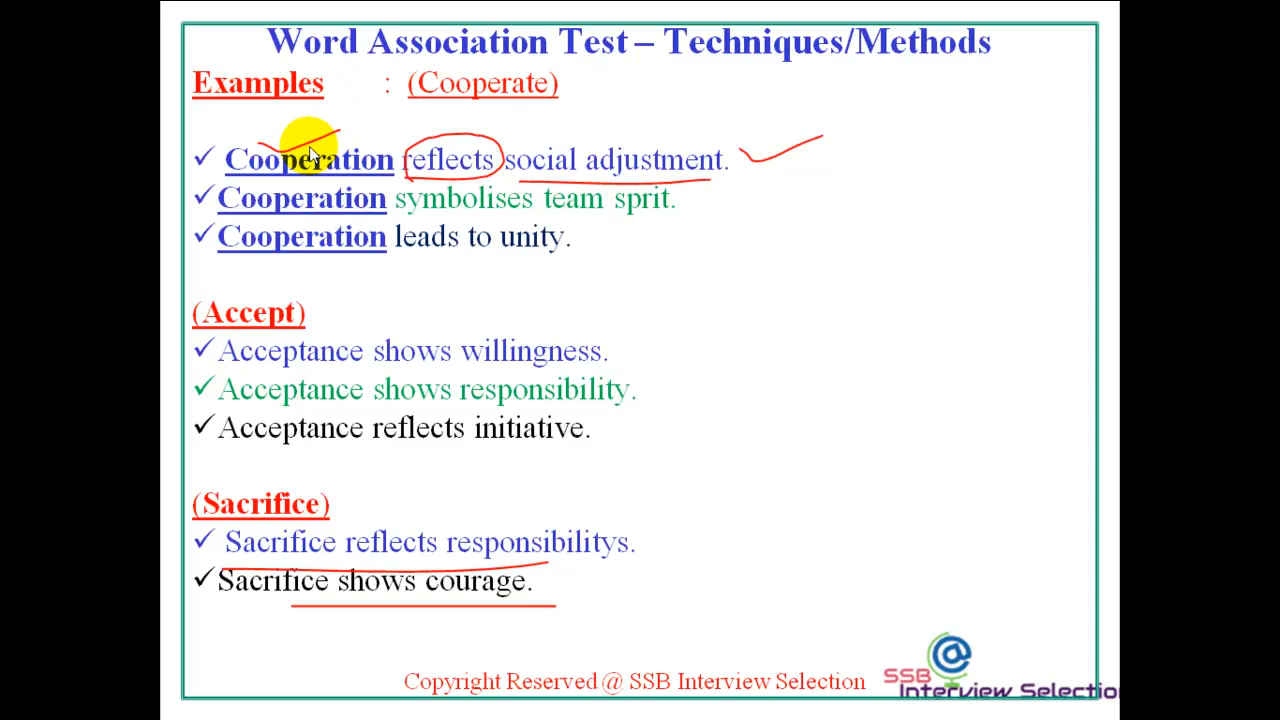 Word Association Test – Techniques/Methods
Examples : (Cooperate)
✓ Cooperation reflects social adjustment.
✓ Cooperation symbolises team sprit.
✓ Cooperation leads to unity.
(Accept)
✓ Acceptance shows willingness.
✓ Acceptance shows responsibility.
✓ Acceptance reflects initiative.
(Sacrifice)
✓ Sacrifice reflects responsibilitys.
✓ Sacrifice shows courage.
Copyright Reserved @ SSB Interview Selection
SSB
Interview Selectio